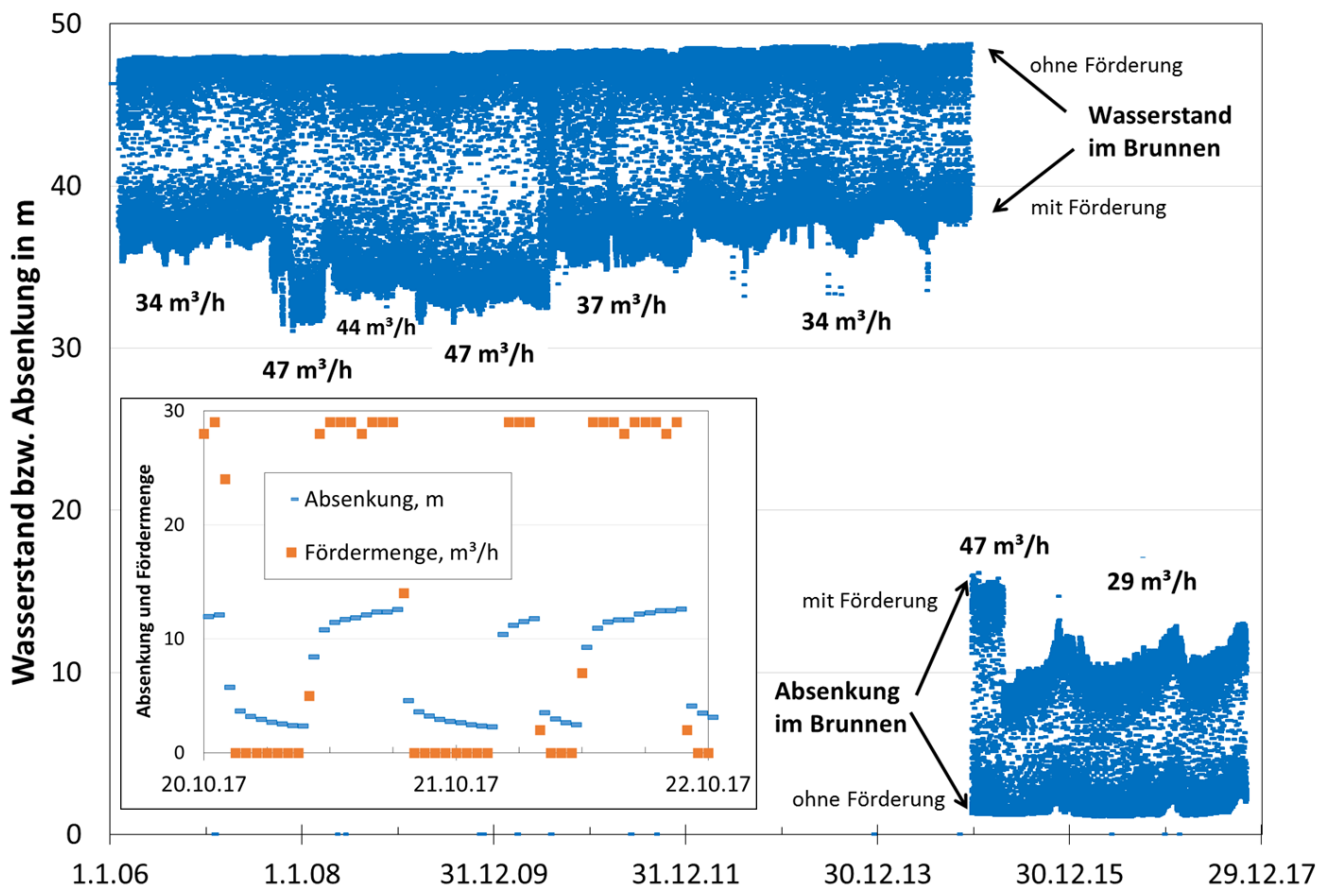 Wasserstand bzw. Absenkung in m
50
40
30
20
10
0
1.1.06
1.1.08
31.12.09
31.12.11
30.12.13
30.12.15
29.12.17
ohne Förderung
Wasserstand
im Brunnen
mit Förderung
34 m³/h
47 m³/h
44 m³/h
47 m³/h
37 m³/h
34 m³/h
Absenkung und Fördermenge
30
20
10
0
20.10.17
21.10.17
22.10.17
Absenkung, m
Fördermenge, m³/h
47 m³/h
29 m³/h
mit Förderung
Absenkung
im Brunnen
ohne Förderung